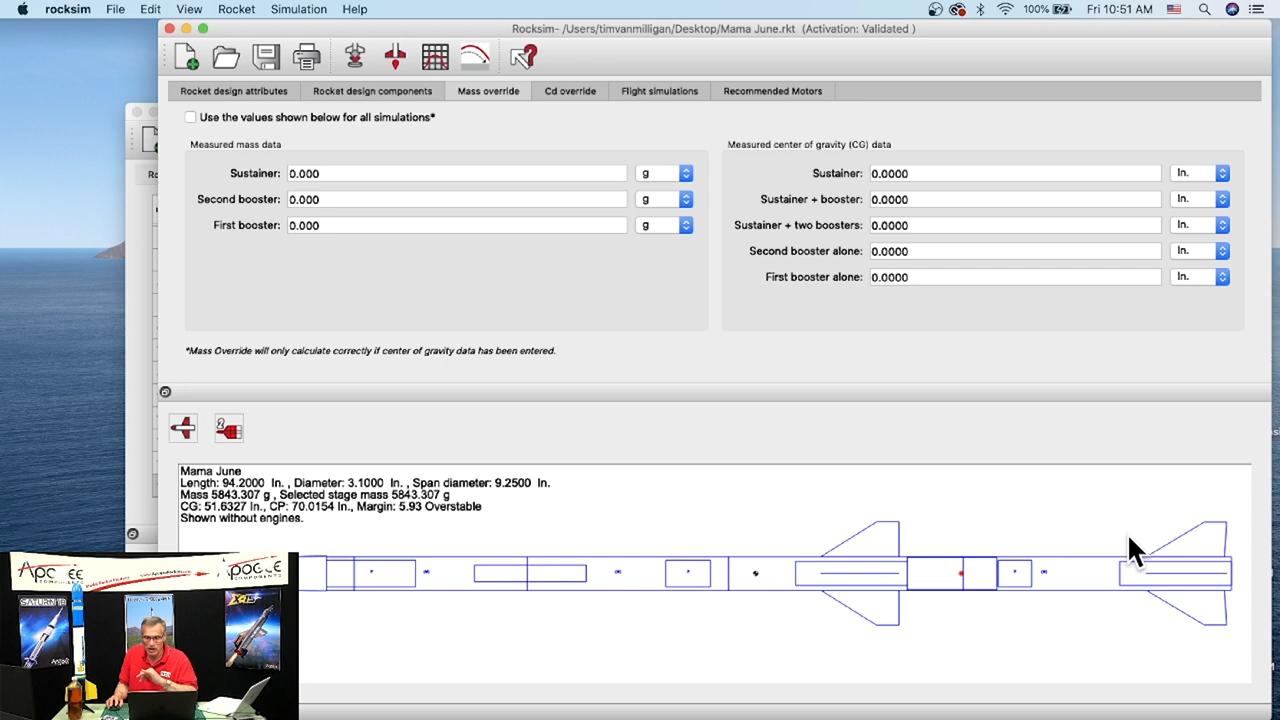 rocksim File Edit View Rocket Simulation Help 100% Fri 10:51 AM
Rocksim- /Users/timvanmilligan/Desktop/Mama June.rkt (Activation: Validated )
Rocket design attributes Rocket design components Mass override Cd override Flight simulations Recommended Motors
Use the values shown below for all simulations*
Measured mass data
Sustainer: 0.000 g
Second booster: 0.000 g
First booster: 0.000 g
Measured center of gravity (CG) data
Sustainer: 0.0000 In.
Sustainer + booster: 0.0000 In.
Sustainer + two boosters: 0.0000 In.
Second booster alone: 0.0000 In.
First booster alone: 0.0000 In.
*Mass Override will only calculate correctly if center of gravity data has been entered.
Ro
2
Mama June
Length: 94.2000 In. , Diameter: 3.1000 In. , Span diameter: 9.2500 In.
Mass 5843.307 g , Selected stage mass 5843.307 g
CG: 51.6327 In., CP: 70.0154 In., Margin: 5.93 Overstable
Shown without engines.
COMPONENTS
SATURN 1B